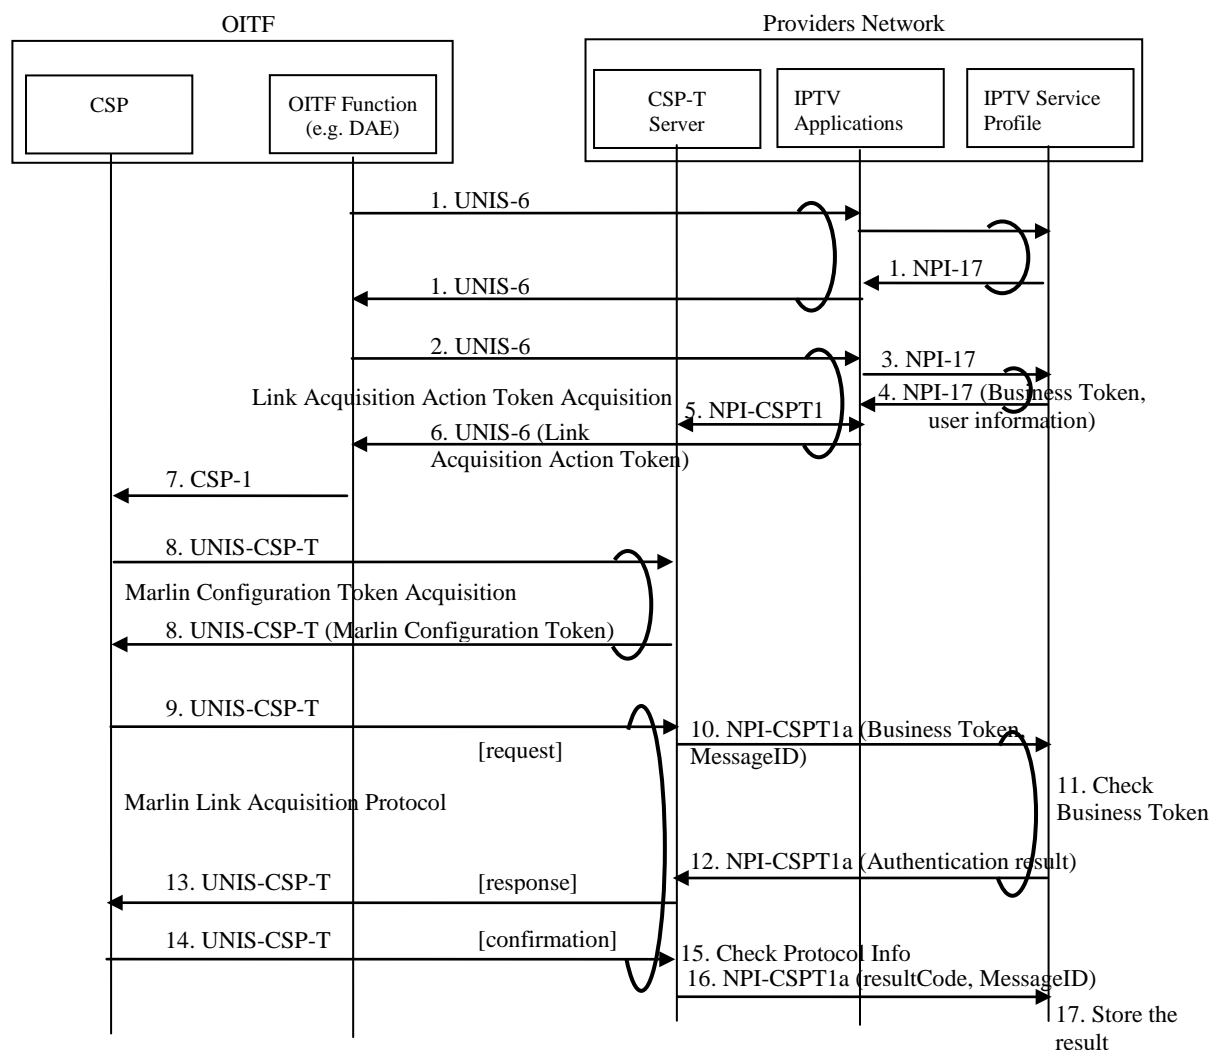 OITF
Providers Network
CSP
OITF Function
(e.g. DAE)
CSP-T
Server
IPTV
Applications
IPTV Service
Profile
1. UNIS-6
1. NPI-17
1. UNIS-6
2. UNIS-6
3. NPI-17
Link Acquisition Action Token Acquisition
4. NPI-17 (Business Token,
user information)
5. NPI-CSPT1
6. UNIS-6 (Link
Acquisition Action Token)
7. CSP-1
8. UNIS-CSP-T
Marlin Configuration Token Acquisition
8. UNIS-CSP-T (Marlin Configuration Token)
9. UNIS-CSP-T
[request]
10. NPI-CSPT1a (Business Token,
MessageID)
11. Check
Business Token
Marlin Link Acquisition Protocol
12. NPI-CSPT1a (Authentication result)
13. UNIS-CSP-T
[response]
14. UNIS-CSP-T
[confirmation]
15. Check Protocol Info
16. NPI-CSPT1a (resultCode, MessageID)
17. Store the
result